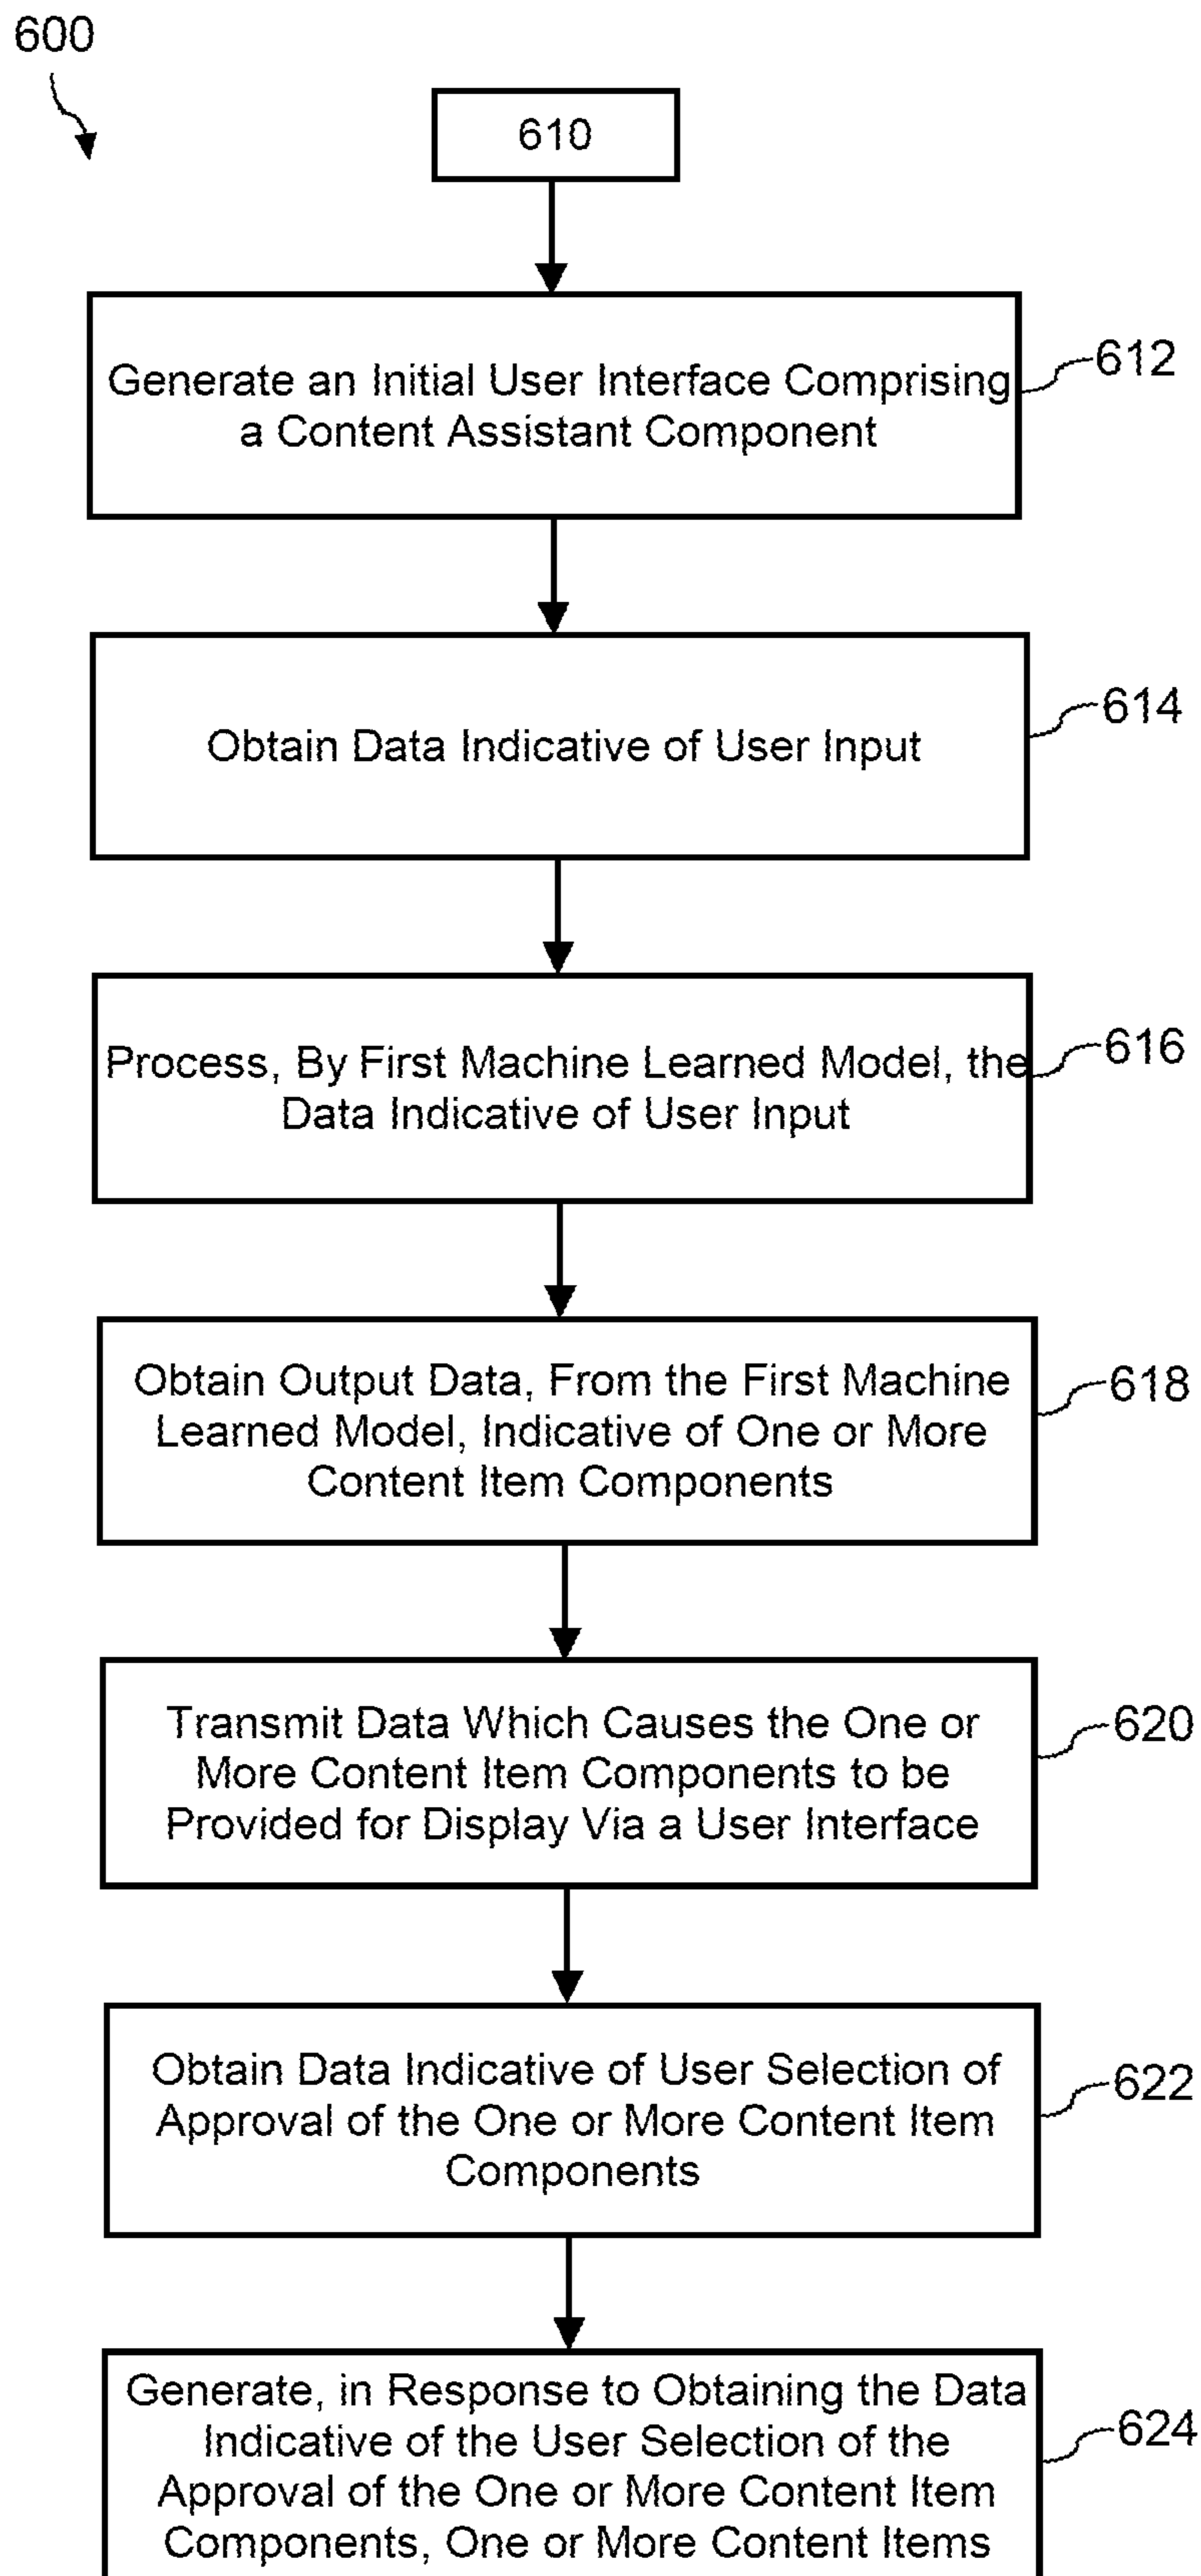 600
610
Generate an Initial User Interface Comprising
a Content Assistant Component
612
Obtain Data Indicative of User Input
614
Process, By First Machine Learned Model, the
Data Indicative of User Input
616
Obtain Output Data, From the First Machine
Learned Model, Indicative of One or More
Content Item Components
618
Transmit Data Which Causes the One or
More Content Item Components to be
Provided for Display Via a User Interface
620
Obtain Data Indicative of User Selection of
Approval of the One or More Content Item
Components
622
Generate, in Response to Obtaining the Data
Indicative of the User Selection of the
Approval of the One or More Content Item
Components, One or More Content Items
624